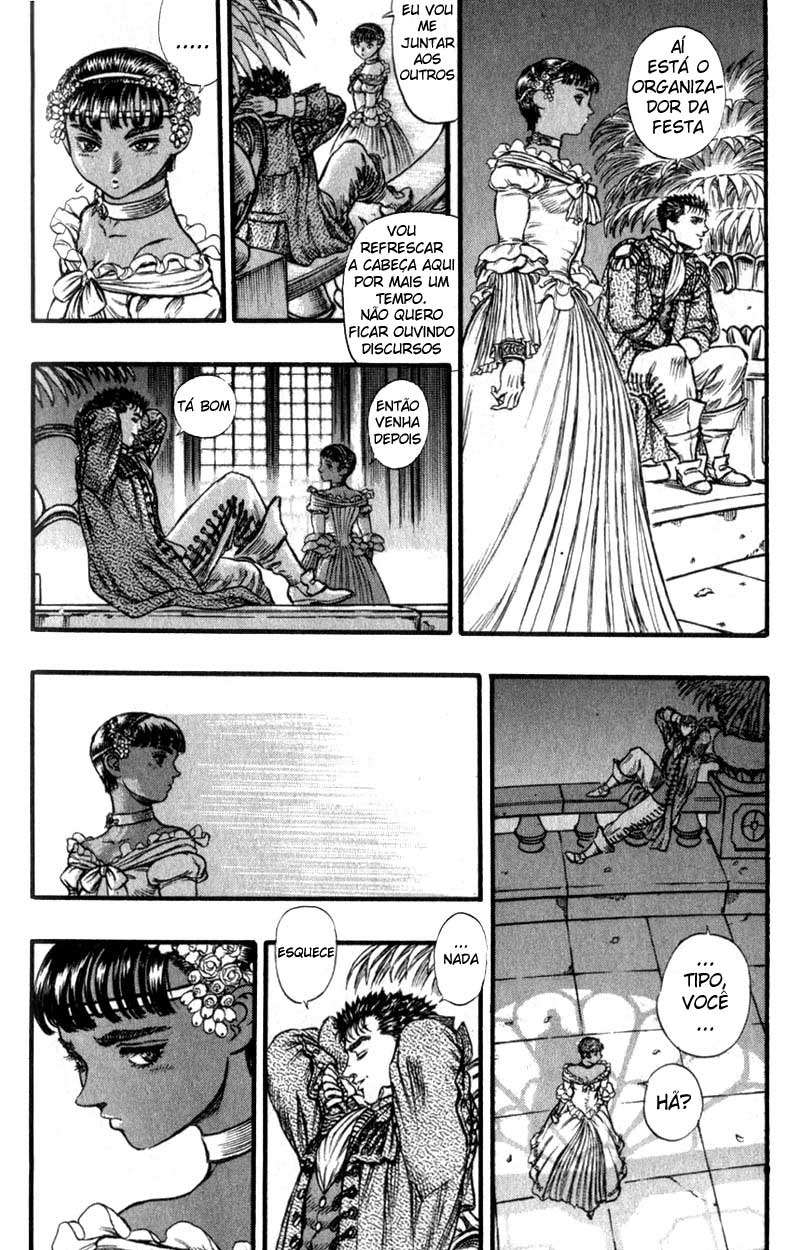 AÍ
ESTÁ O
ORGANIZA-
DOR DA
FESTA
EU VOU
ME
JUNTAR
AOS
OUTROS
VOU
REFRESCAR
A CABEÇA AQUI
POR MAIS UM
TEMPO.
NÃO QUERO
FICAR OUVINDO
DISCURSOS
.....
ENTÃO
VENHA
DEPOIS
TÁ BOM
...
TIPO,
VOCÊ
...
HÃ?
...
NADA
ESQUECE